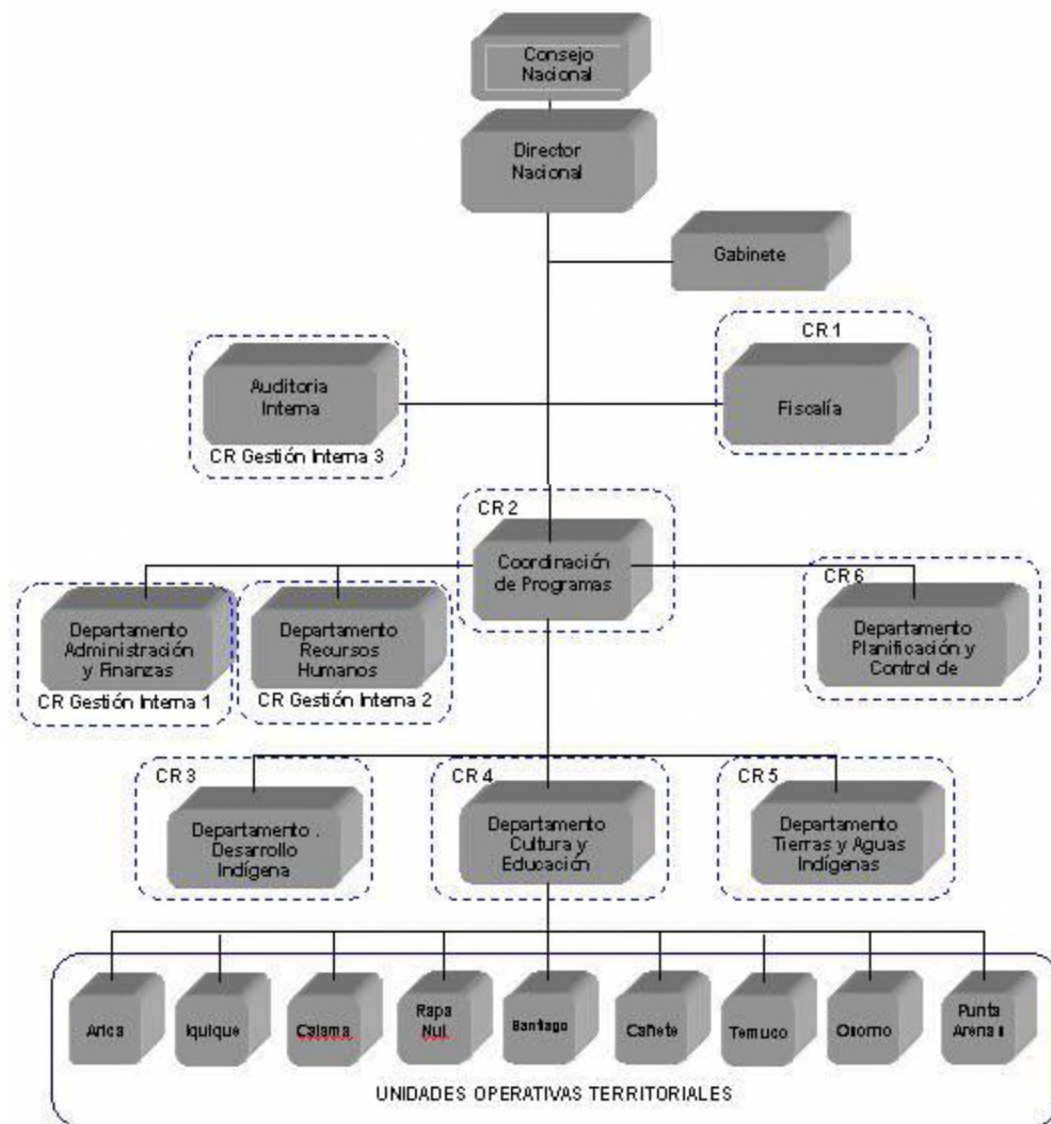 Consejo
Nacional
Director
Nacional
Gabinete
CR 1
Auditoria
Interna
Fiscalía
CR Gestión Interna 3
CR 2
Coordinación
de Programas
CR 6
Departamento
Administración
y Finanzas
Departamento
Recursos
Humanos
Departamento
Planificación y
Control de
CR Gestión Interna 1
CR Gestión Interna 2
CR 3
CR 4
CR 5
Departamento .
Desarrollo
Indígena
Departamento
Cultura y
Educación
Departamento
Tierras y Aguas
Indígenas
Arica
Iquique
Calama
Rapa
Nui
Santiago
Cañete
Temuco
Osorno
Punta
Arenas
UNIDADES OPERATIVAS TERRITORIALES